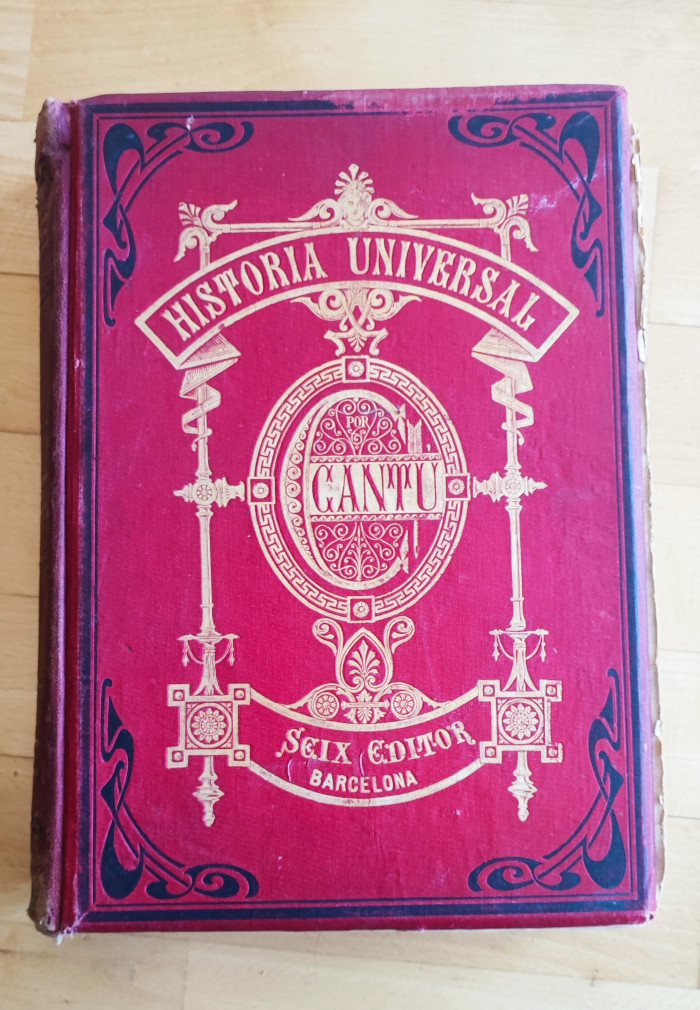 HISTORIA UNIVERSAL
POR
C. CANTU
SEIX EDITOR
BARCELONA